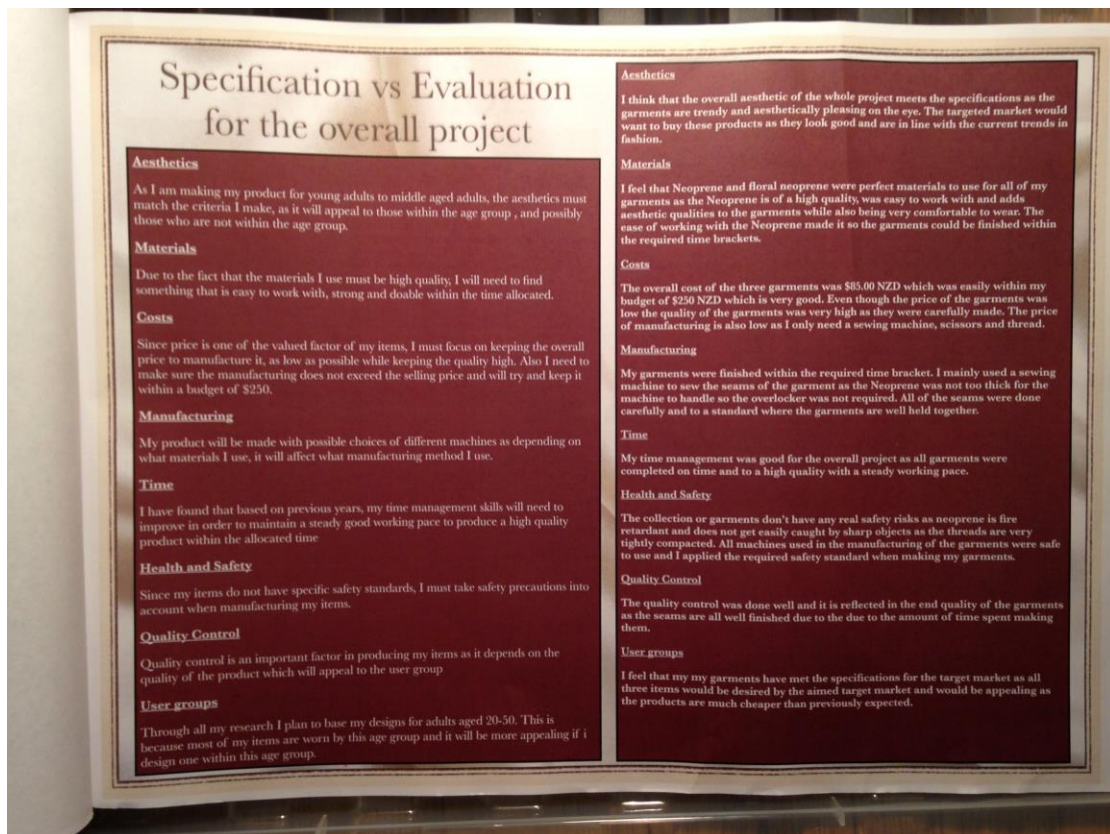 Specification vs Evaluation
for the overall project
Aesthetics
As I am making my product for young adults to middle aged adults, the aesthetics must
match the criteria I make, as it will appeal to those within the age group , and possibly
those who are not within the age group.
Materials
Due to the fact that the materials I use must be high quality, I will need to find
something that is easy to work with, strong and doable within the time allocated.
Costs
Since price is one of the valued factor of my items, I must focus on keeping the overall
price to manufacture it, as low as possible while keeping the quality high. Also I need to
make sure the manufacturing does not exceed the selling price and will try and keep it
within a budget of $250.
Manufacturing
My product will be made with possible choices of different machines as depending on
what materials I use, it will affect what manufacturing method I use.
Time
I have found that based on previous years, my time management skills will need to
improve in order to maintain a steady good working pace to produce a high quality
product within the allocated time
Health and Safety
Since my items do not have specific safety standards, I must take safety precautions into
account when manufacturing my items.
Quality Control
Quality control is an important factor in producing my items as it depends on the
quality of the product which will appeal to the user group
User groups
Through all my research I plan to base my designs for adults aged 20-50. This is
because most of my items are worn by this age group and it will be more appealing if i
design one within this age group.
Aesthetics
I think that the overall aesthetic of the whole project meets the specifications as the
garments are trendy and aesthetically pleasing on the eye. The targeted market would
want to buy these products as they look good and are in line with the current trends in
fashion.
Materials
I feel that Neoprene and floral neoprene were perfect materials to use for all of my
garments as the Neoprene is of a high quality, was easy to work with and adds
aesthetic qualities to the garments while also being very comfortable to wear. The
ease of working with the Neoprene made it so the garments could be finished within
the required time brackets.
Costs
The overall cost of the three garments was $85.00 NZD which was easily within my
budget of $250 NZD which is very good. Even though the price of the garments was
low the quality of the garments was very high as they were carefully made. The price
of manufacturing is also low as I only need a sewing machine, scissors and thread.
Manufacturing
My garments were finished within the required time bracket. I mainly used a sewing
machine to sew the seams of the garment as the Neoprene was not too thick for the
machine to handle so the overlocker was not required. All of the seams were done
carefully and to a standard where the garments are well held together.
Time
My time management was good for the overall project as all garments were
completed on time and to a high quality with a steady working pace.
Health and Safety
The collection or garments don't have any real safety risks as neoprene is fire
retardant and does not get easily caught by sharp objects as the threads are very
tightly compacted. All machines used in the manufacturing of the garments were safe
to use and I applied the required safety standard when making my garments.
Quality Control
The quality control was done well and it is reflected in the end quality of the garments
as the seams are all well finished due to the due to the amount of time spent making
them.
User groups
I feel that my my garments have met the specifications for the target market as all
three items would be desired by the aimed target market and would be appealing as
the products are much cheaper than previously expected.